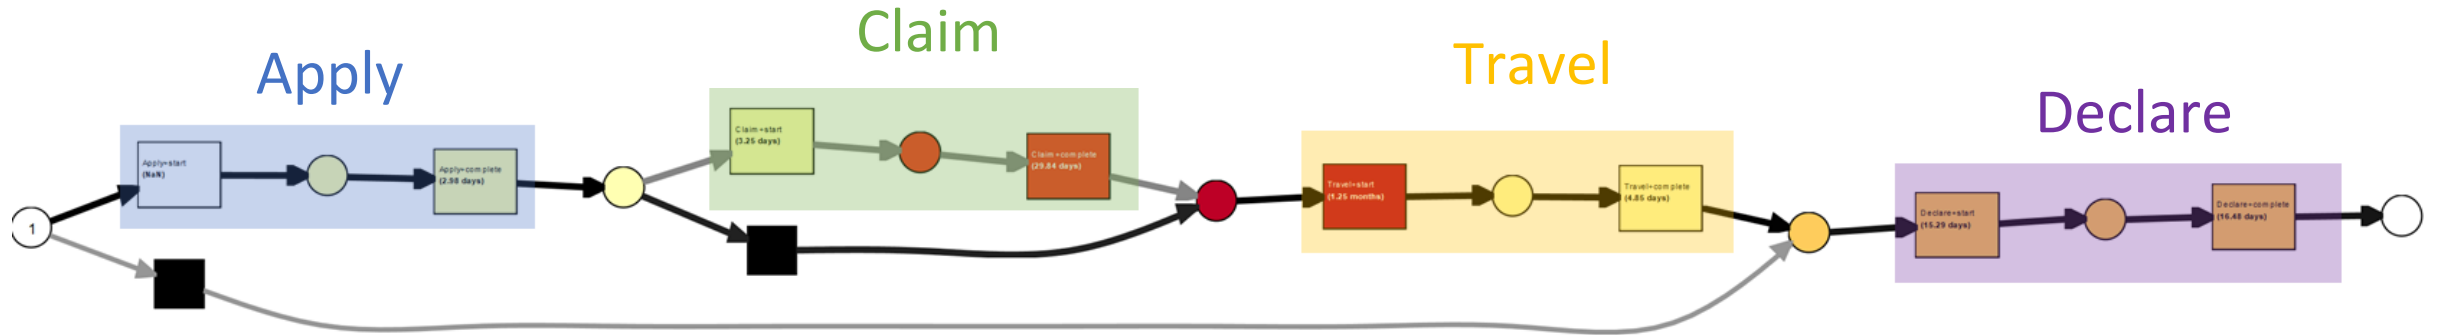 Apply
Claim
Travel
Declare
1
Apply+start
(NaN)
Apply+complete
(2.98 days)
Claim+start
(3.25 days)
Claim+complete
(29.84 days)
Travel+start
(1.25 months)
Travel+complete
(4.85 days)
Declare+start
(15.29 days)
Declare+complete
(16.48 days)